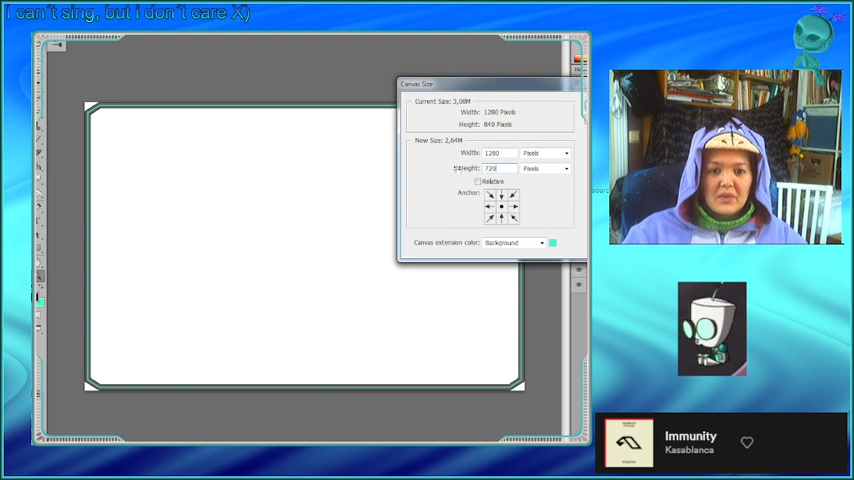 I can't sing, but i don't care X)
Canvas Size
Current Size: 3,08M
Width: 1280 Pixels
Height: 840 Pixels
New Size: 2,64M
Width: 1280 Pixels
Height: 720 Pixels
Relative
Anchor:
Canvas extension color: Background
Immunity
Kasablanca